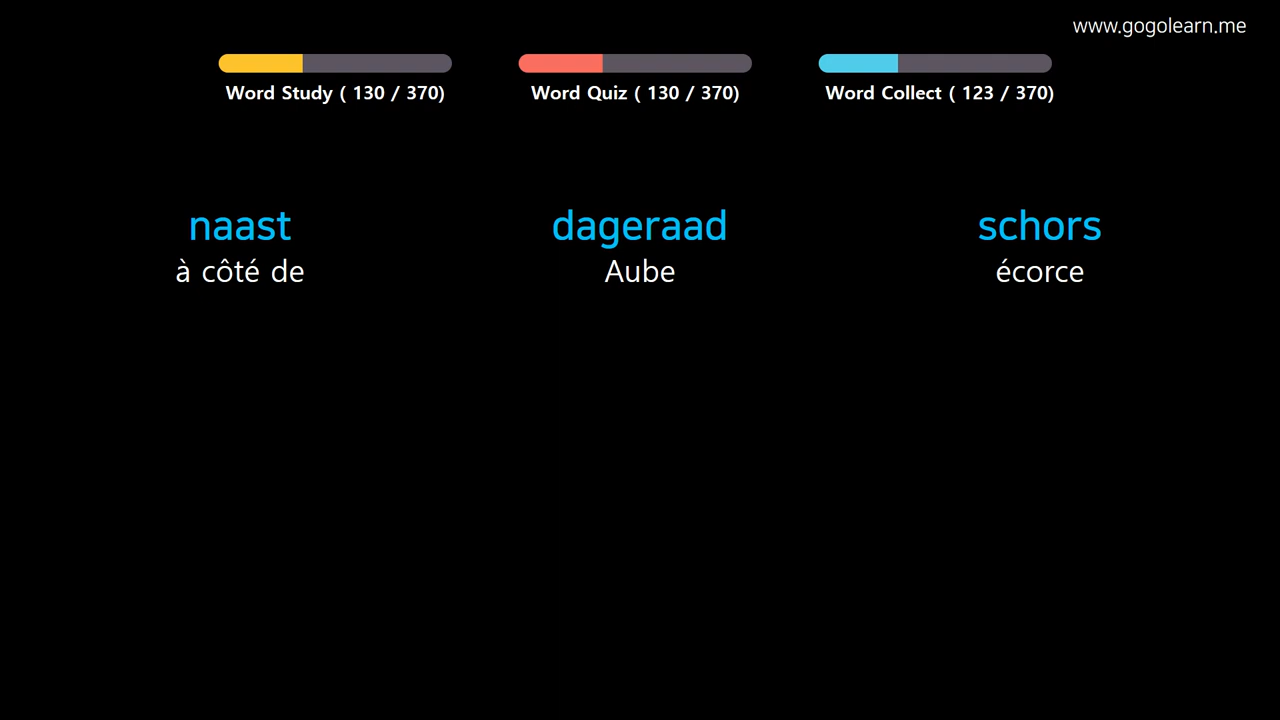 www.gogolearn.me
Word Study ( 130 / 370)
Word Quiz ( 130 / 370)
Word Collect ( 123 / 370)
naast
à côté de
dageraad
Aube
schors
écorce